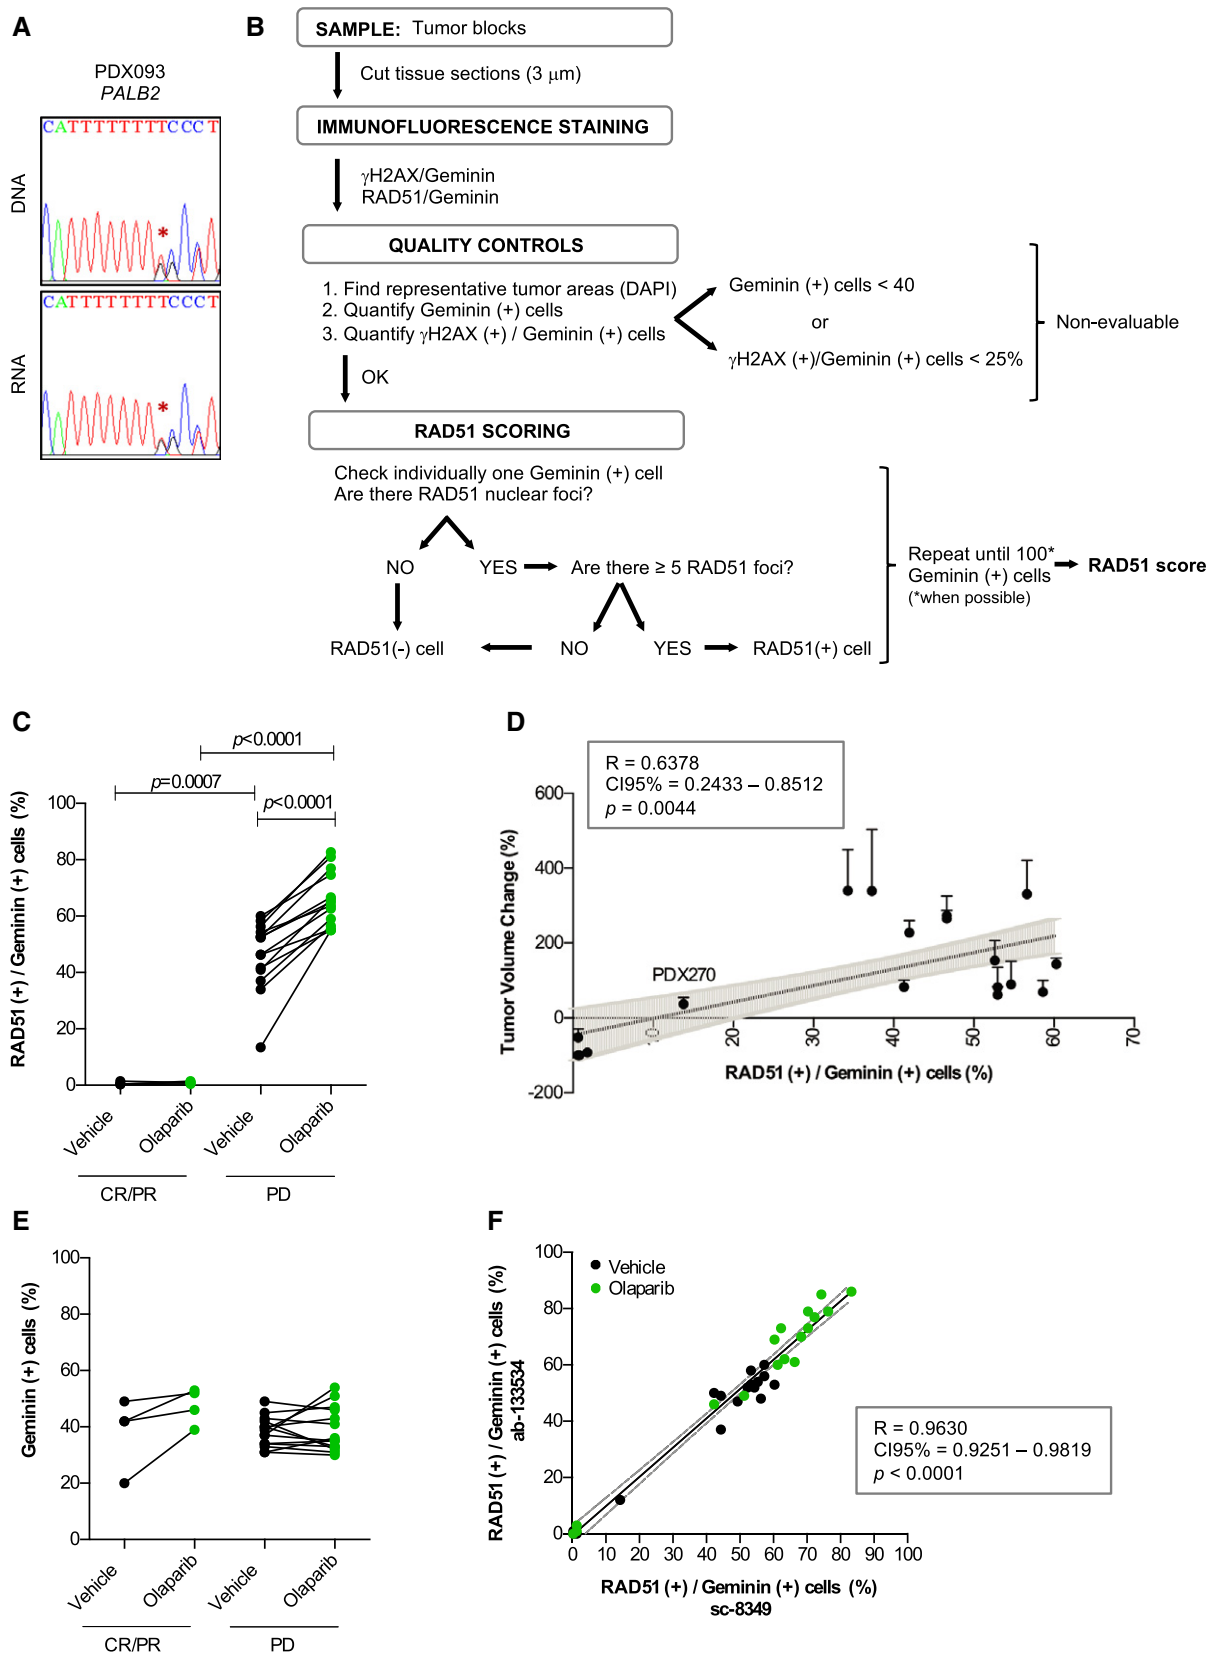 A
PDX093
PALB2
CATTTTTTTTCCCT
DNA
CATTTTTTTTCCCT
RNA
*
*
B
SAMPLE: Tumor blocks
Cut tissue sections (3 μm)
IMMUNOFLUORESCENCE STAINING
γH2AX/Geminin
RAD51/Geminin
QUALITY CONTROLS
1. Find representative tumor areas (DAPI)
2. Quantify Geminin (+) cells
3. Quantify γH2AX (+) / Geminin (+) cells
Geminin (+) cells < 40
or
γH2AX (+)/Geminin (+) cells < 25%
Non-evaluable
OK
RAD51 SCORING
Check individually one Geminin (+) cell
Are there RAD51 nuclear foci?
NO
YES
Are there ≥ 5 RAD51 foci?
RAD51(-) cell
NO
YES
RAD51(+) cell
Repeat until 100*
Geminin (+) cells
(*when possible)
RAD51 score
C
p<0.0001
p=0.0007
p<0.0001
RAD51 (+) / Geminin (+) cells (%)
100
80
60
40
20
0
Vehicle
Olaparib
Vehicle
Olaparib
CR/PR
PD
D
R = 0.6378
CI95% = 0.2433 – 0.8512
p = 0.0044
Tumor Volume Change (%)
600
400
200
0
-200
PDX270
10
20
30
40
50
60
70
RAD51 (+) / Geminin (+) cells (%)
E
Geminin (+) cells (%)
100
80
60
40
20
0
Vehicle
Olaparib
Vehicle
Olaparib
CR/PR
PD
F
Vehicle
Olaparib
RAD51 (+) / Geminin (+) cells (%)
ab-133534
100
80
60
40
20
0
R = 0.9630
CI95% = 0.9251 – 0.9819
p < 0.0001
0 10 20 30 40 50 60 70 80 90 100
RAD51 (+) / Geminin (+) cells (%)
sc-8349